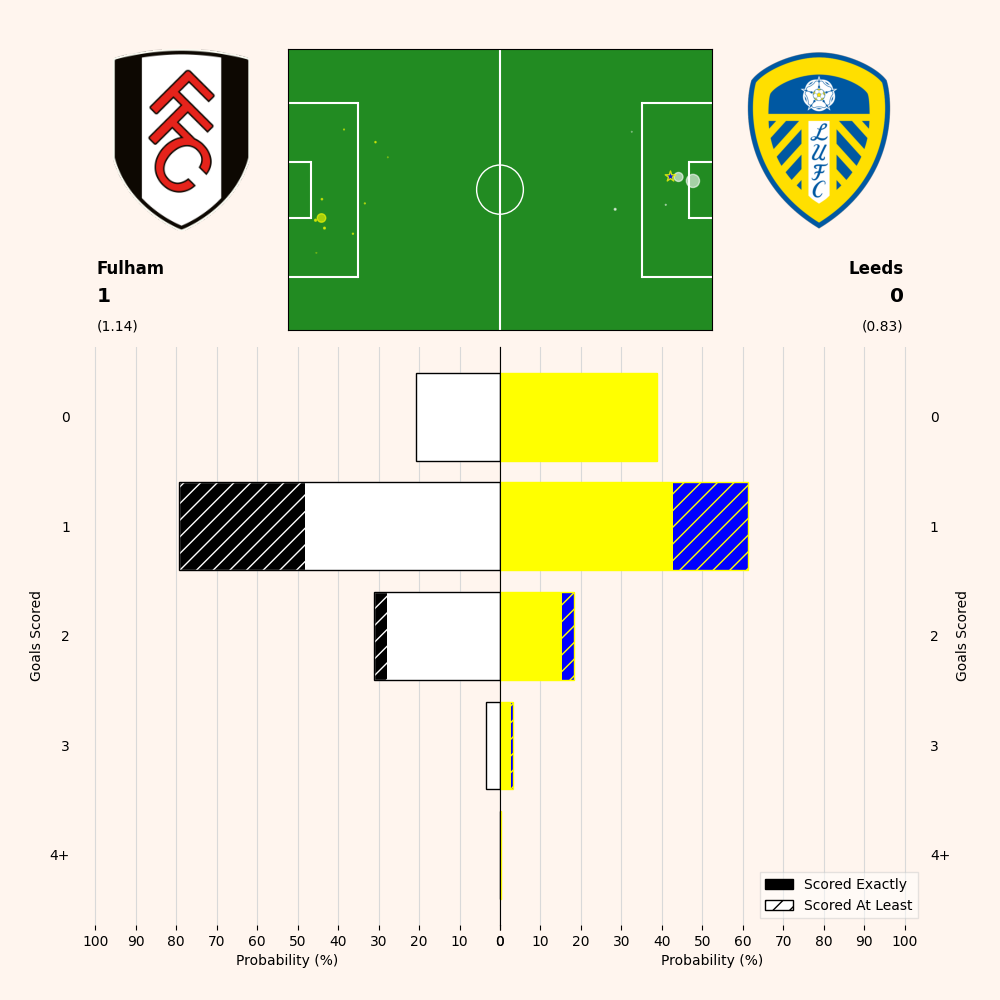 FFC
LUFC
Fulham
1
(1.14)
Leeds
0
(0.83)
0
1
2
3
4+
Goals Scored
0
1
2
3
4+
Goals Scored
Scored Exactly
Scored At Least
100 90 80 70 60 50 40 30 20 10 0
0 10 20 30 40 50 60 70 80 90 100
Probability (%)
Probability (%)